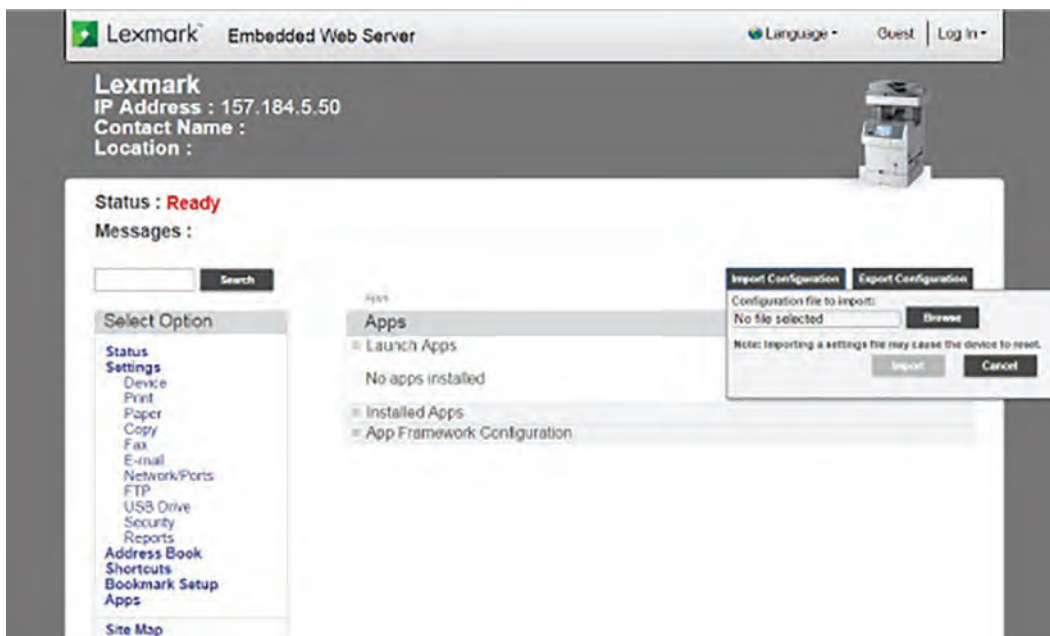 Lexmark™ Embedded Web Server Language Guest Log In
Lexmark
IP Address : 157.184.5.50
Contact Name :
Location :
Status : Ready
Messages :
Search
Import Configuration Export Configuration
Configuration file to import:
No file selected Browse
Note: Importing a settings file may cause the device to reset.
Import Cancel
Select Option
Status
Settings
Device
Print
Paper
Copy
Fax
E-mail
Network/Ports
FTP
USB Drive
Security
Reports
Address Book
Shortcuts
Bookmark Setup
Apps
Site Map
Apps
Apps
Launch Apps
No apps installed
Installed Apps
App Framework Configuration